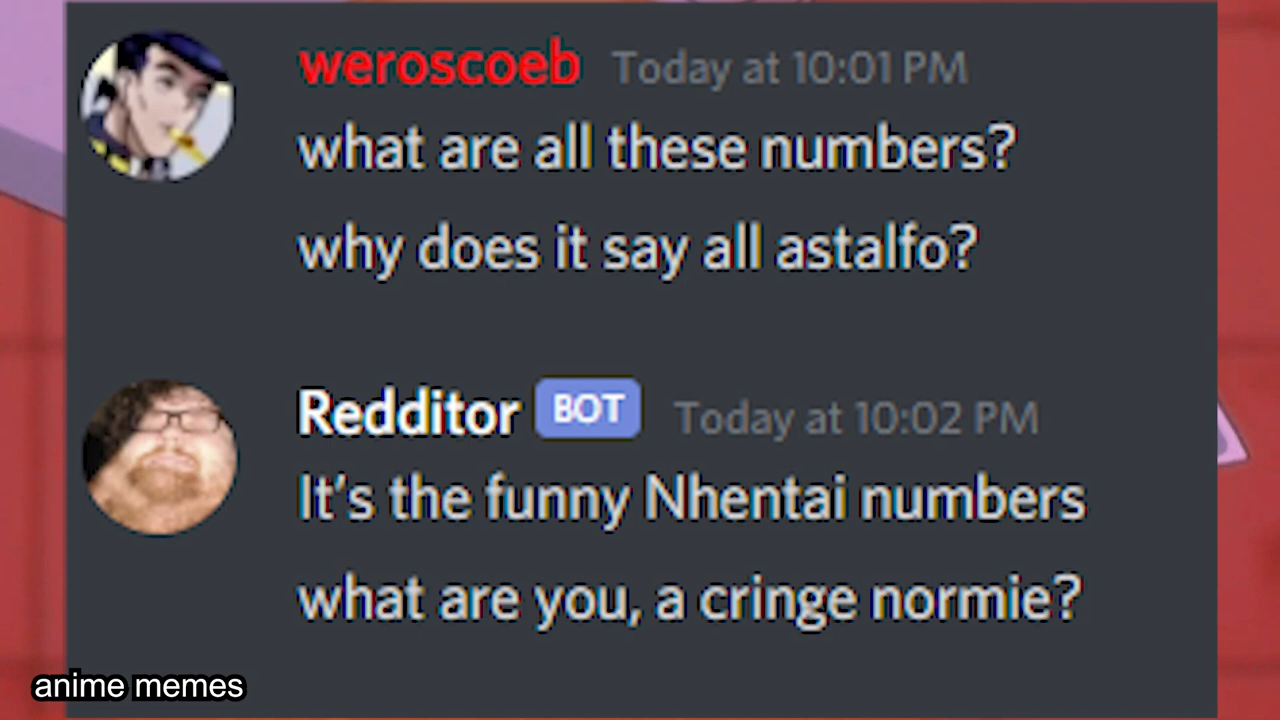 weroscoeb Today at 10:01 PM
what are all these numbers?
why does it say all astalfo?
Redditor BOT Today at 10:02 PM
It's the funny Nhentai numbers
what are you, a cringe normie?
anime memes